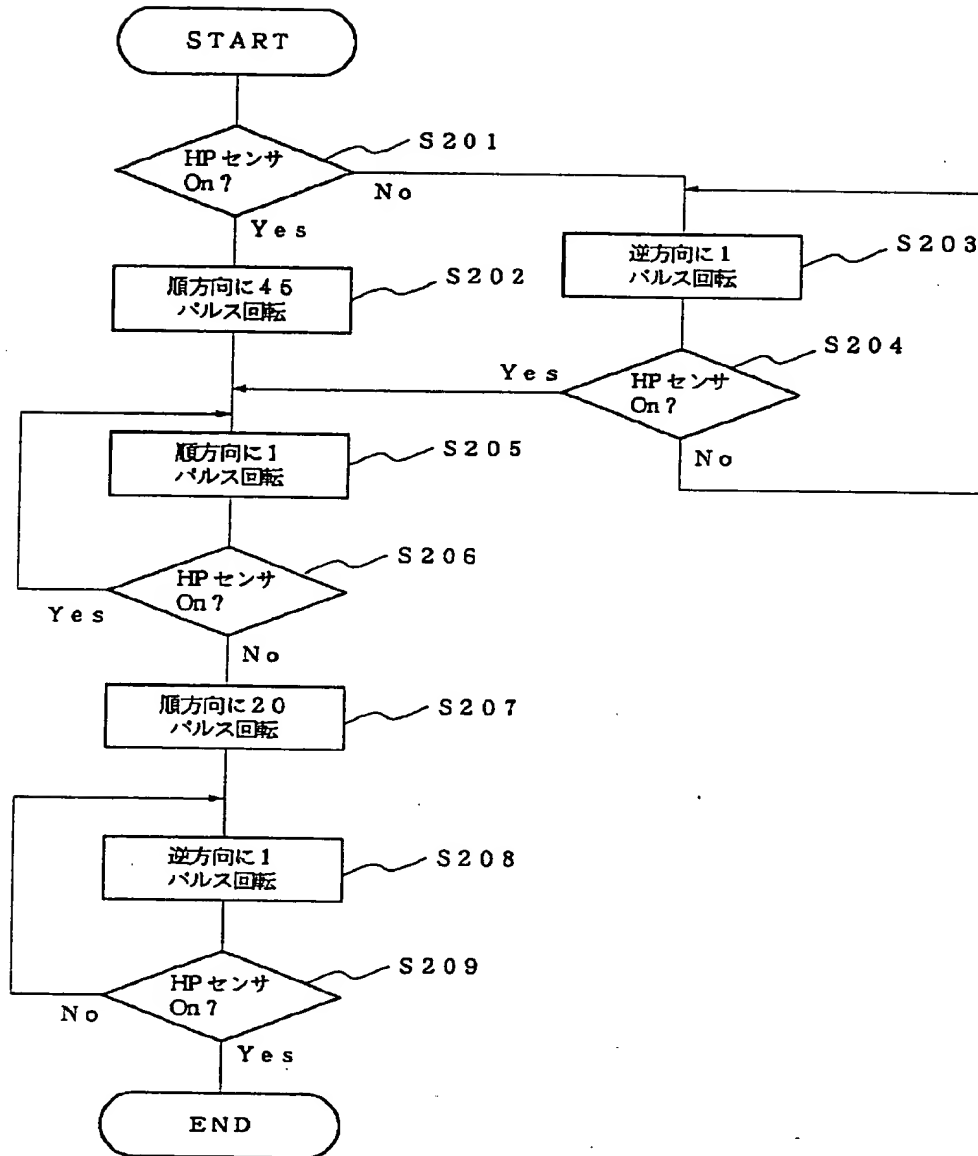 START
HPセンサ
On?
S201
No
Yes
順方向に45
パルス回転
S202
逆方向に1
パルス回転
S203
HPセンサ
On?
S204
Yes
No
順方向に1
パルス回転
S205
HPセンサ
On?
S206
Yes
No
順方向に20
パルス回転
S207
逆方向に1
パルス回転
S208
HPセンサ
On?
S209
No
Yes
END